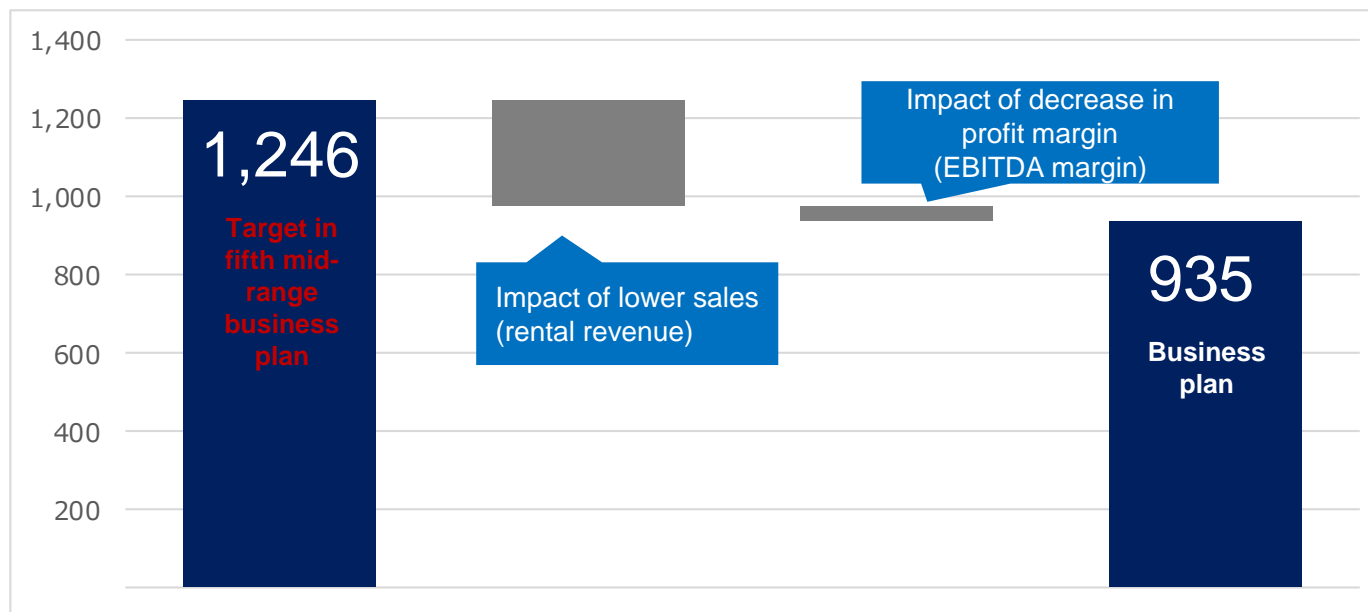 1,400
1,200
1,000
800
600
400
200
1,246
Target in
fifth mid-
range
business
plan
Impact of lower sales
(rental revenue)
Impact of decrease in
profit margin
(EBITDA margin)
935
Business
plan